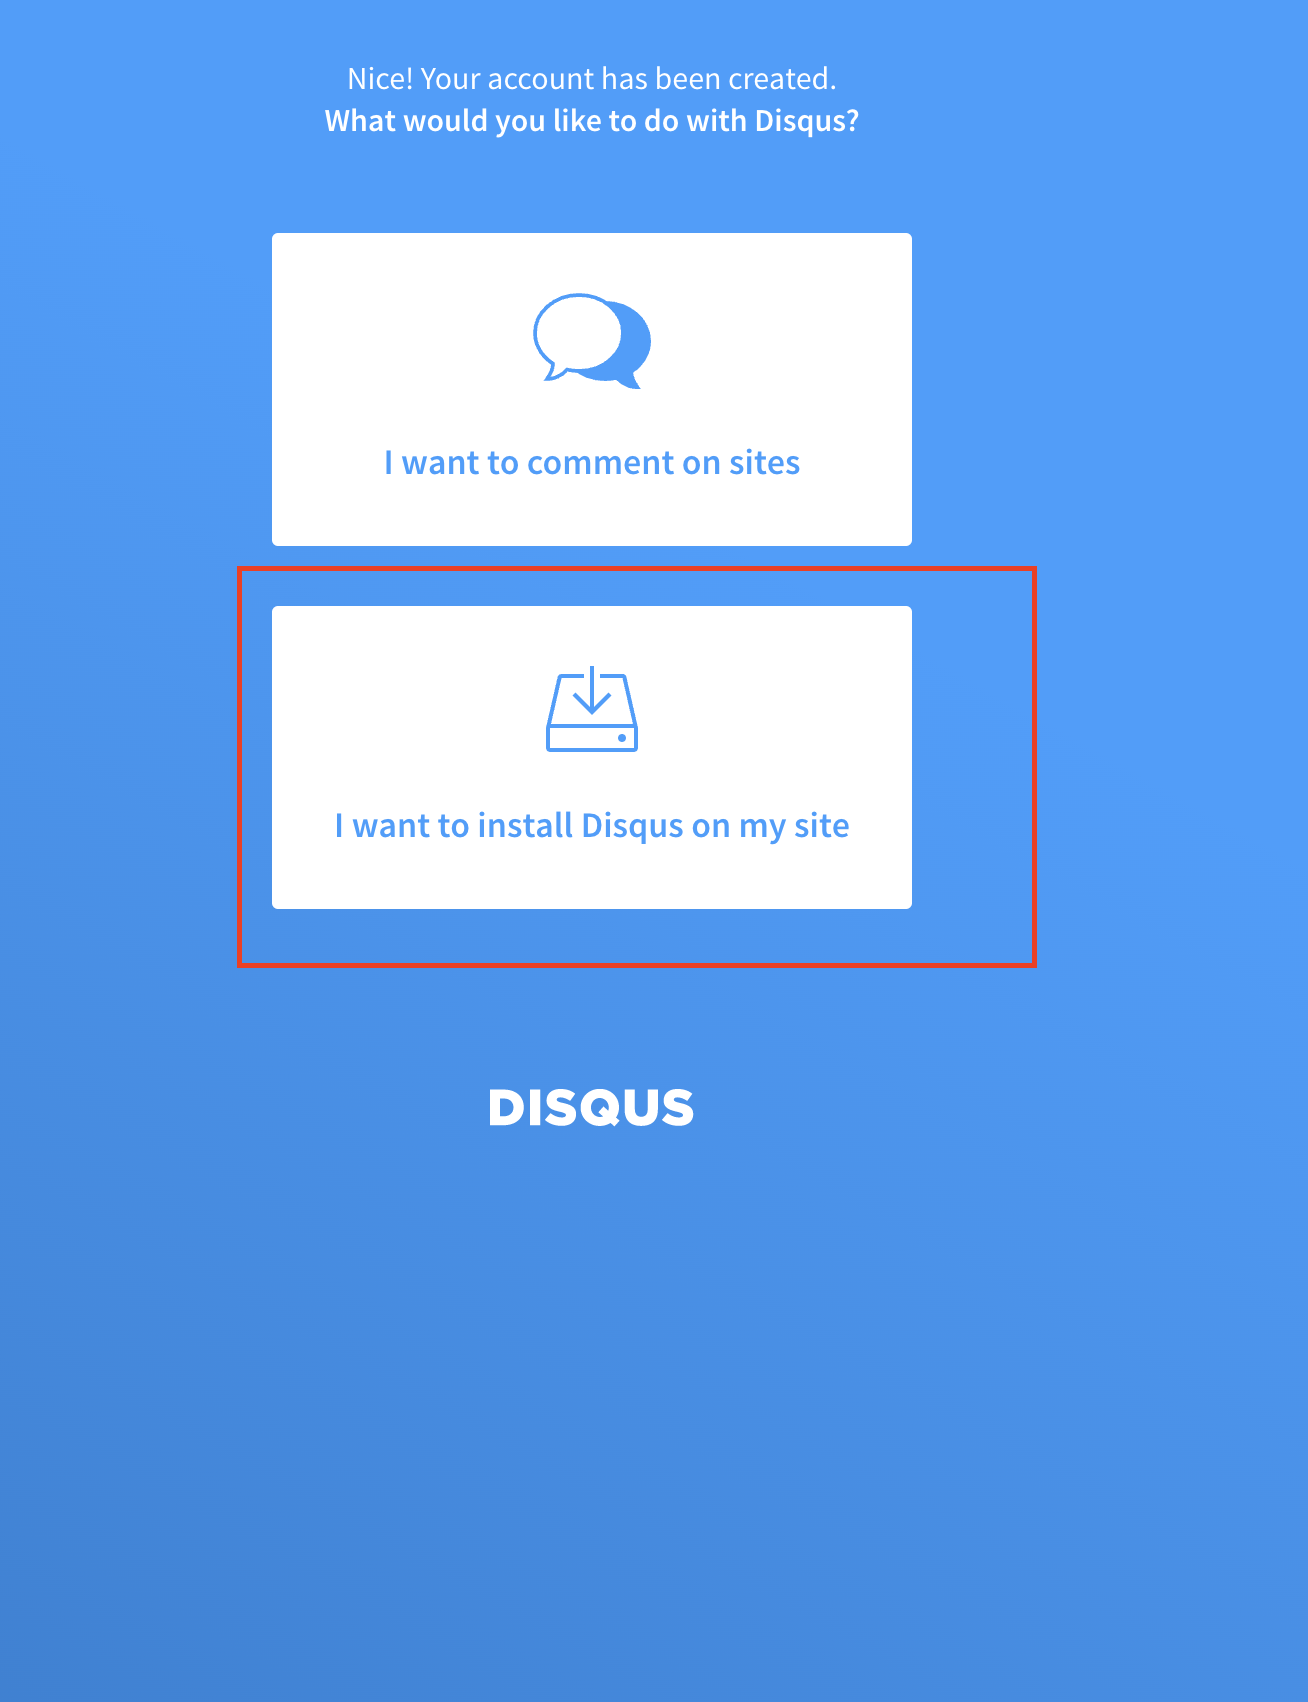 Nice! Your account has been created.
What would you like to do with Disqus?
I want to comment on sites
I want to install Disqus on my site
DISQUS